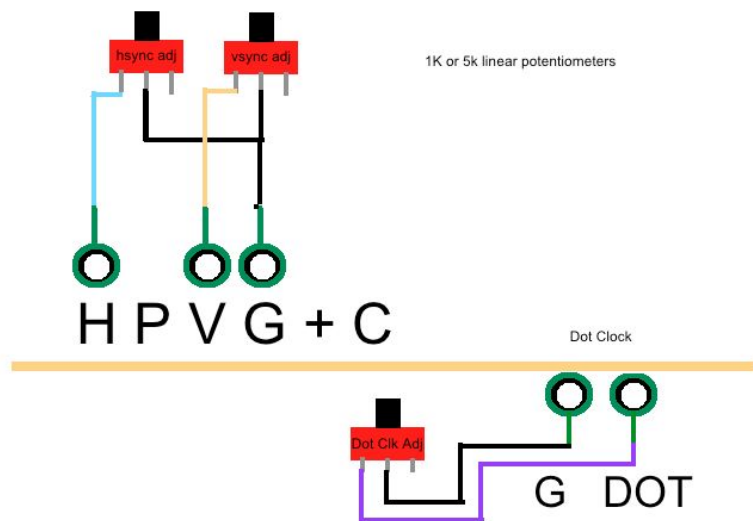 hsync adj vsync adj
1K or 5k linear potentiometers
H P V G + C
Dot Clock
Dot Clk Adj
G DOT